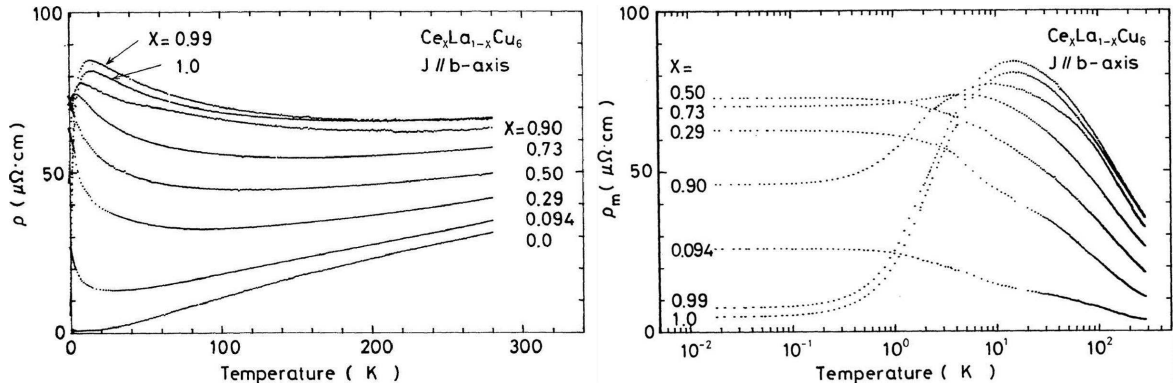 100
50
0
ρ ( μΩ·cm)
X= 0.99
1.0
CexLa1-xCu6
J // b-axis
X=0.90
0.73
0.50
0.29
0.094
0.0
0 100 200 300
Temperature ( K )
100
50
0
ρm( μΩ·cm)
CexLa1-xCu6
J // b-axis
X=
0.50
0.73
0.29
0.90
0.094
0.99
1.0
10⁻² 10⁻¹ 10⁰ 10¹ 10²
Temperature ( K )